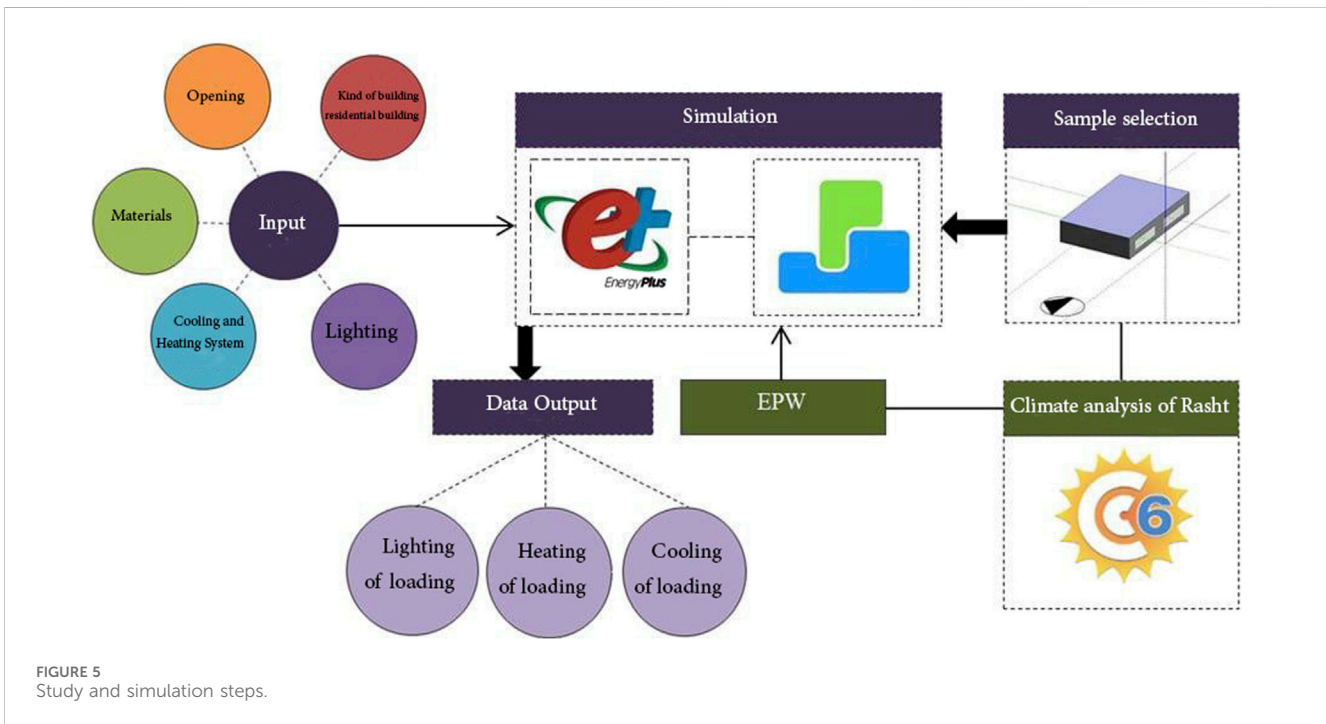 Opening
Kind of building
residential building
Materials
Input
Cooling and
Heating System
Lighting
Simulation
e+
EnergyPlus
Sample selection
Data Output
EPW
Climate analysis of Rasht
C6
Lighting
of loading
Heating
of loading
Cooling
of loading
FIGURE 5
Study and simulation steps.